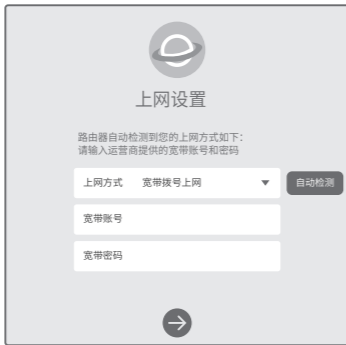 上网设置
路由器自动检测到您的上网方式如下：
请输入运营商提供的宽带账号和密码
上网方式 宽带拨号上网 自动检测
宽带账号
宽带密码